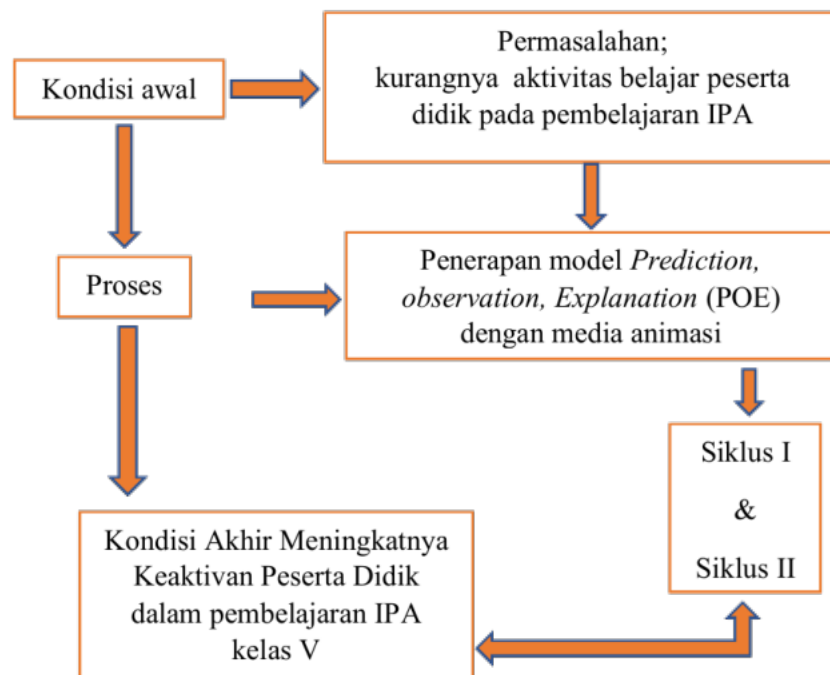 Kondisi awal
Permasalahan;
kurangnya aktivitas belajar peserta
didik pada pembelajaran IPA
Proses
Penerapan model Prediction,
observation, Explanation (POE)
dengan media animasi
Siklus I
&
Siklus II
Kondisi Akhir Meningkatnya
Keaktivan Peserta Didik
dalam pembelajaran IPA
kelas V